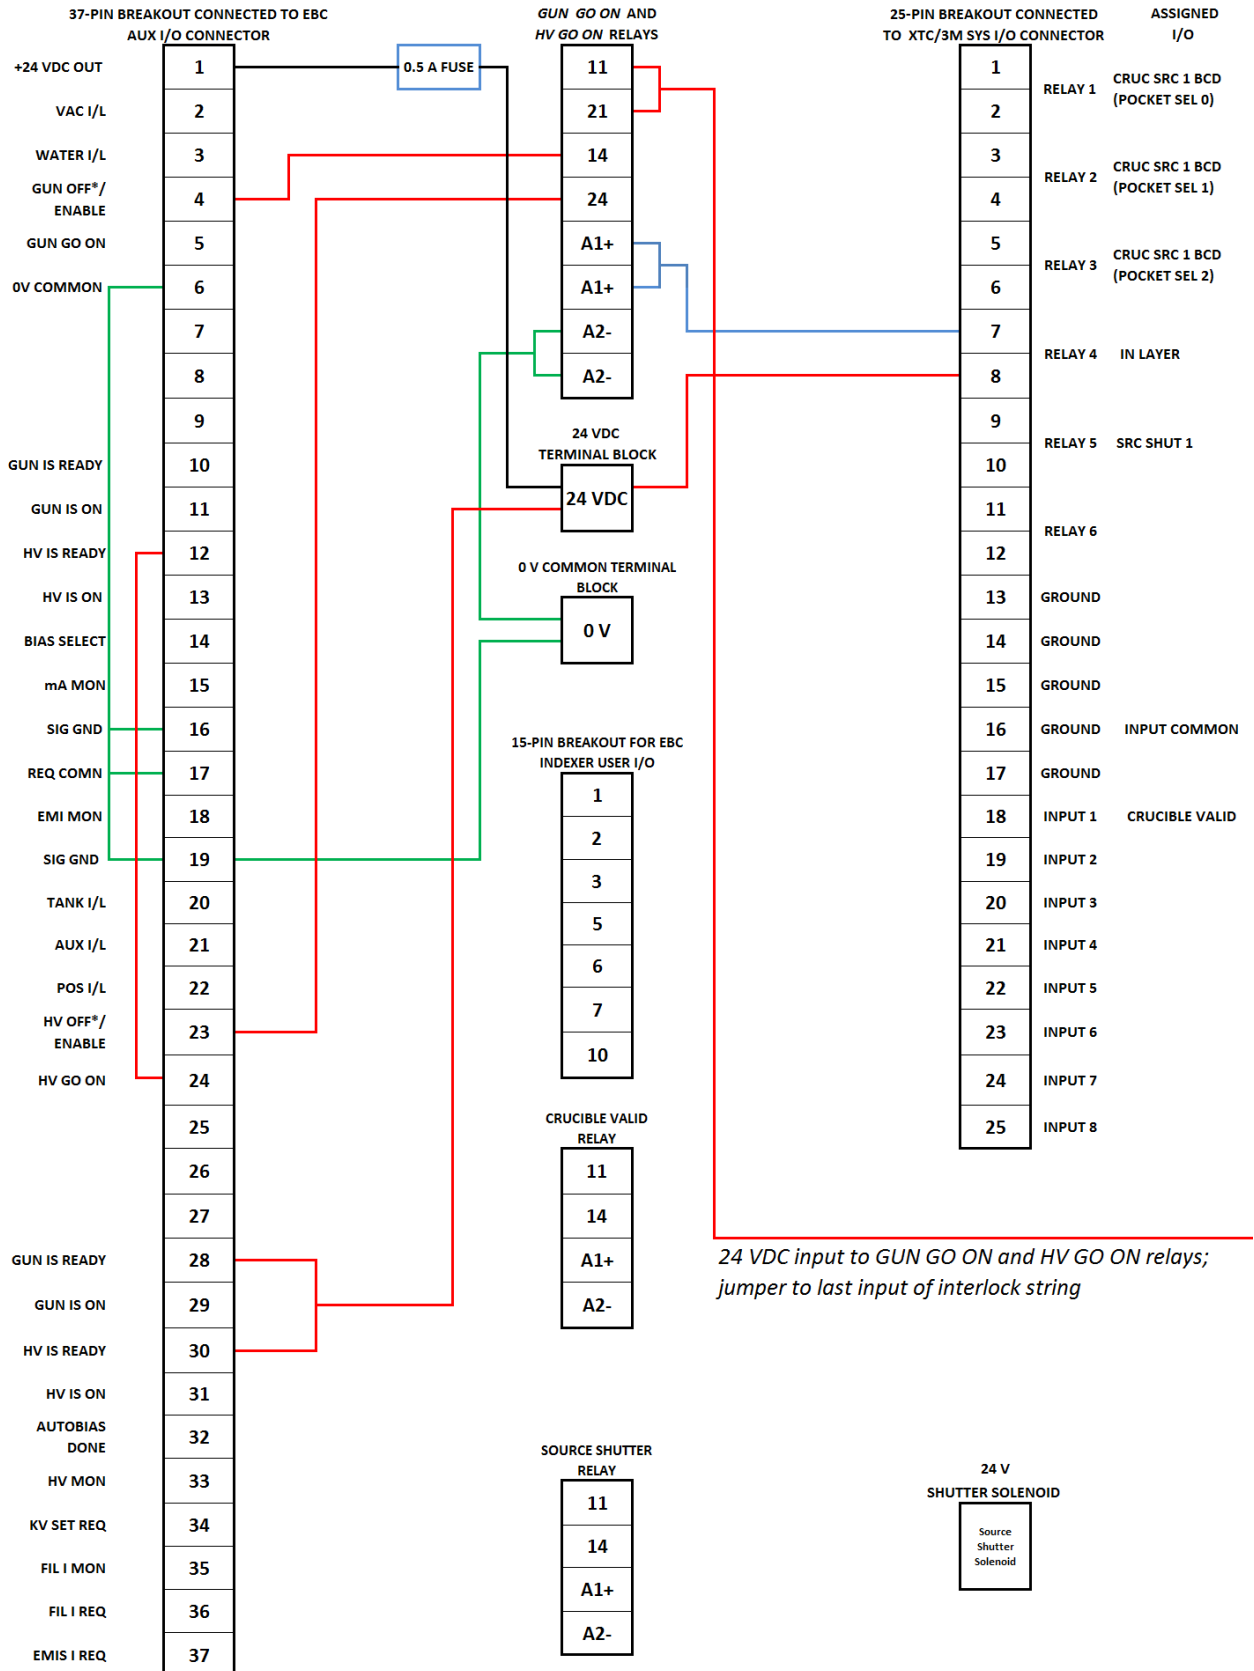 37-PIN BREAKOUT CONNECTED TO EBC
AUX I/O CONNECTOR
+24 VDC OUT
1
VAC I/L
2
WATER I/L
3
GUN OFF*/
ENABLE
4
GUN GO ON
5
0V COMMON
6
7
8
9
GUN IS READY
10
GUN IS ON
11
HV IS READY
12
HV IS ON
13
BIAS SELECT
14
mA MON
15
SIG GND
16
REQ COMN
17
EMI MON
18
SIG GND
19
TANK I/L
20
AUX I/L
21
POS I/L
22
HV OFF*/
ENABLE
23
HV GO ON
24
25
26
27
GUN IS READY
28
GUN IS ON
29
HV IS READY
30
HV IS ON
31
AUTOBIAS
DONE
32
HV MON
33
KV SET REQ
34
FIL I MON
35
FIL I REQ
36
EMIS I REQ
37
0.5 A FUSE
GUN GO ON AND
HV GO ON RELAYS
11
21
14
24
A1+
A1+
A2-
A2-
24 VDC
TERMINAL BLOCK
24 VDC
0 V COMMON TERMINAL
BLOCK
0 V
15-PIN BREAKOUT FOR EBC
INDEXER USER I/O
1
2
3
5
6
7
10
CRUCIBLE VALID
RELAY
11
14
A1+
A2-
SOURCE SHUTTER
RELAY
11
14
A1+
A2-
25-PIN BREAKOUT CONNECTED
TO XTC/3M SYS I/O CONNECTOR
ASSIGNED
I/O
1
2
RELAY 1
CRUC SRC 1 BCD
(POCKET SEL 0)
3
4
RELAY 2
CRUC SRC 1 BCD
(POCKET SEL 1)
5
6
RELAY 3
CRUC SRC 1 BCD
(POCKET SEL 2)
7
8
RELAY 4
IN LAYER
9
10
RELAY 5
SRC SHUT 1
11
12
RELAY 6
13
GROUND
14
GROUND
15
GROUND
16
GROUND
INPUT COMMON
17
GROUND
18
INPUT 1
CRUCIBLE VALID
19
INPUT 2
20
INPUT 3
21
INPUT 4
22
INPUT 5
23
INPUT 6
24
INPUT 7
25
INPUT 8
24 VDC input to GUN GO ON and HV GO ON relays;
jumper to last input of interlock string
24 V
SHUTTER SOLENOID
Source
Shutter
Solenoid